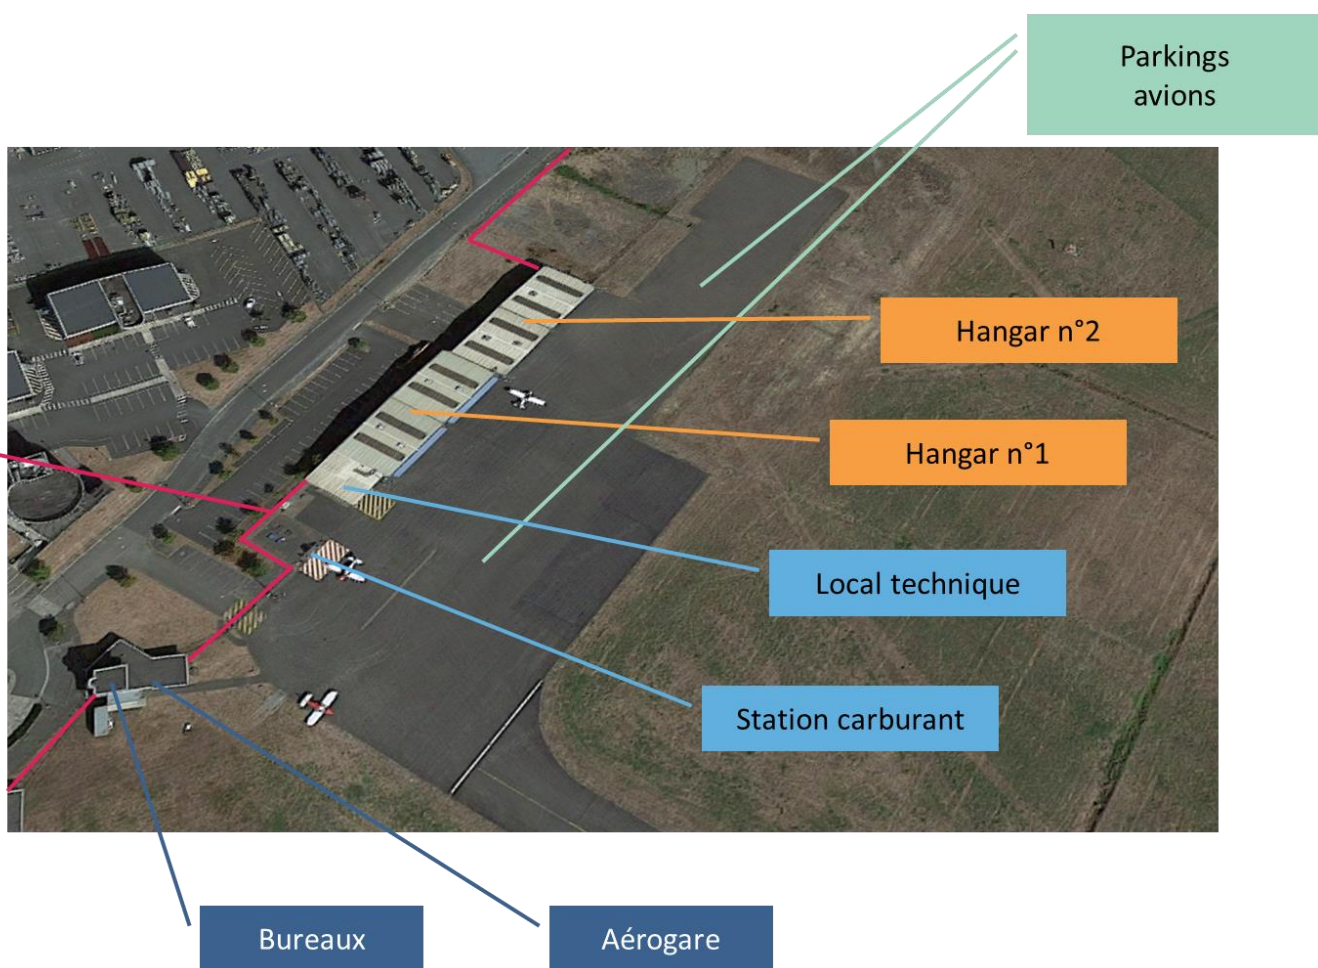 Parkings
avions
Hangar n°2
Hangar n°1
Local technique
Station carburant
Bureaux
Aérogare